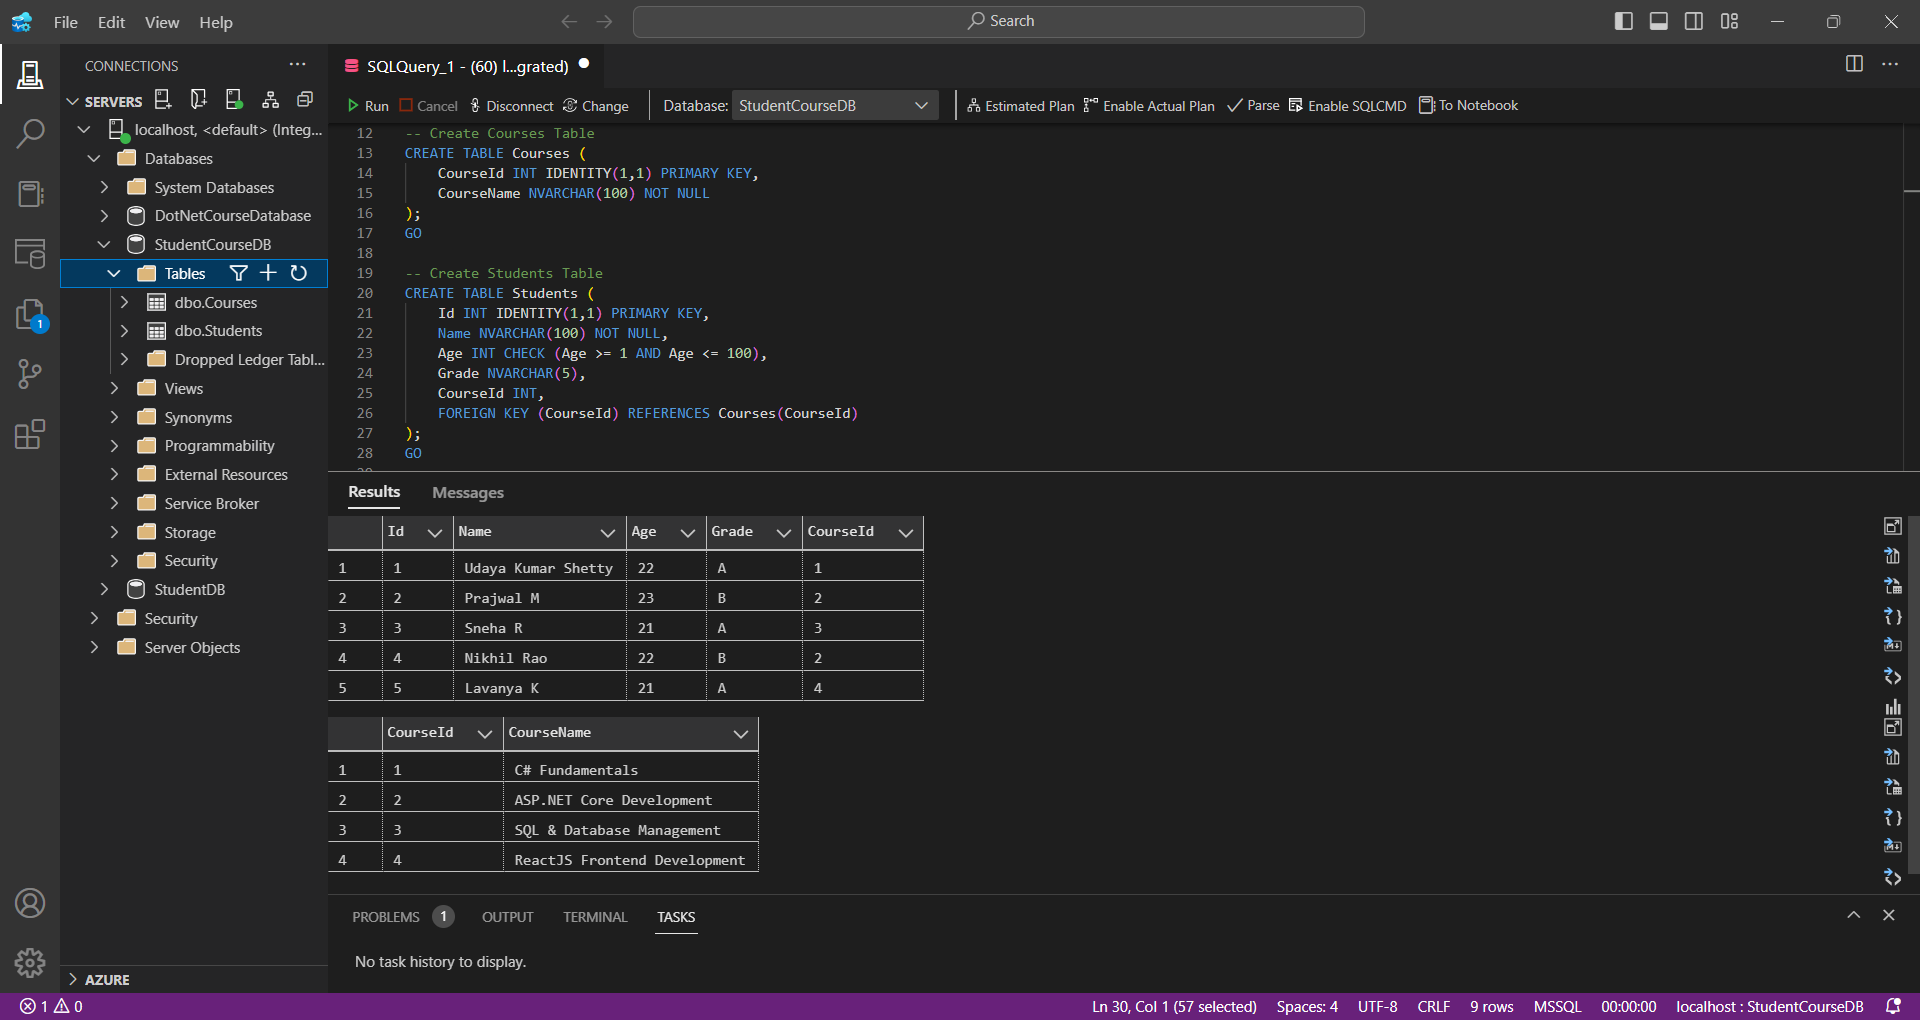 File Edit View Help
Search
CONNECTIONS
SERVERS
localhost, <default> (Integ...
Databases
System Databases
DotNetCourseDatabase
StudentCourseDB
Tables
dbo.Courses
dbo.Students
Dropped Ledger Tabl...
Views
Synonyms
Programmability
External Resources
Service Broker
Storage
Security
StudentDB
Security
Server Objects
AZURE
1
SQLQuery_1 - (60) l...grated)
Run Cancel Disconnect Change Database: StudentCourseDB Estimated Plan Enable Actual Plan Parse Enable SQLCMD To Notebook
12 -- Create Courses Table
13 CREATE TABLE Courses (
14 CourseId INT IDENTITY(1,1) PRIMARY KEY,
15 CourseName NVARCHAR(100) NOT NULL
16 );
17 GO
18
19 -- Create Students Table
20 CREATE TABLE Students (
21 Id INT IDENTITY(1,1) PRIMARY KEY,
22 Name NVARCHAR(100) NOT NULL,
23 Age INT CHECK (Age >= 1 AND Age <= 100),
24 Grade NVARCHAR(5),
25 CourseId INT,
26 FOREIGN KEY (CourseId) REFERENCES Courses(CourseId)
27 );
28 GO
Results Messages
Id Name Age Grade CourseId
1 1 Udaya Kumar Shetty 22 A 1
2 2 Prajwal M 23 B 2
3 3 Sneha R 21 A 3
4 4 Nikhil Rao 22 B 2
5 5 Lavanya K 21 A 4
CourseId CourseName
1 1 C# Fundamentals
2 2 ASP.NET Core Development
3 3 SQL & Database Management
4 4 ReactJS Frontend Development
PROBLEMS 1 OUTPUT TERMINAL TASKS
No task history to display.
1 0 Ln 30, Col 1 (57 selected) Spaces: 4 UTF-8 CRLF 9 rows MSSQL 00:00:00 localhost : StudentCourseDB